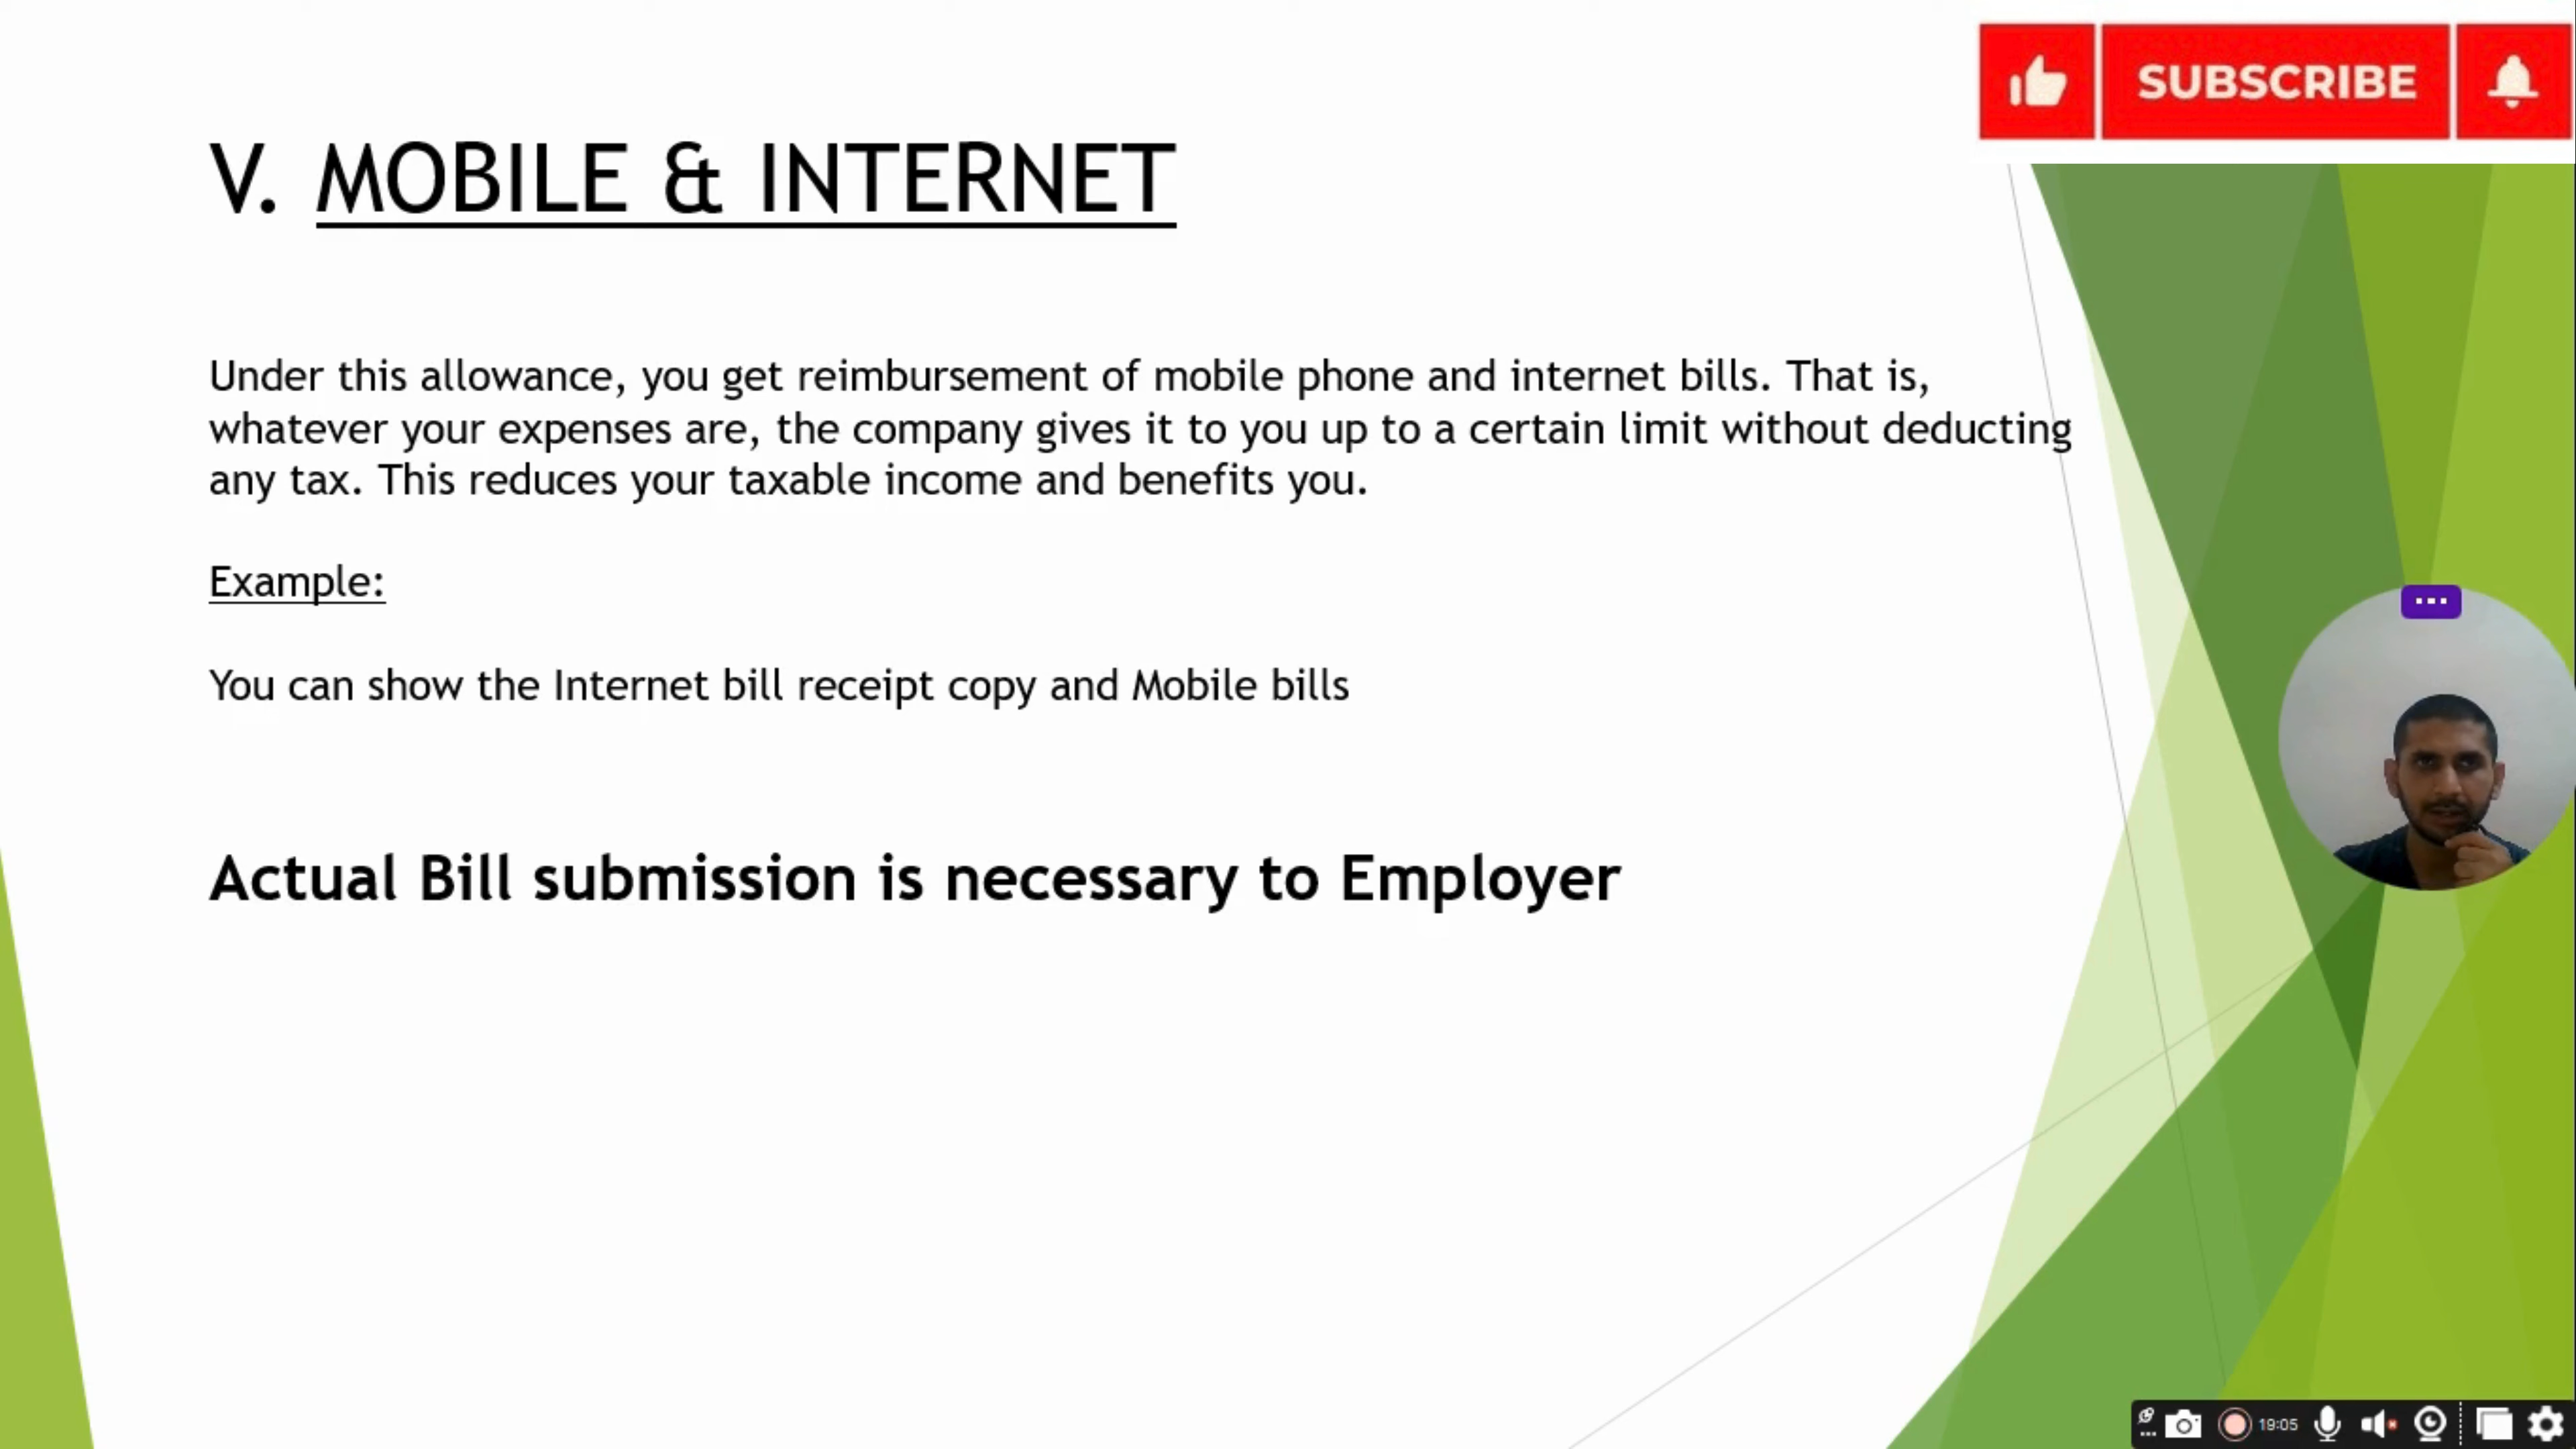 SUBSCRIBE
V. MOBILE & INTERNET
Under this allowance, you get reimbursement of mobile phone and internet bills. That is,
whatever your expenses are, the company gives it to you up to a certain limit without deducting
any tax. This reduces your taxable income and benefits you.
Example:
You can show the Internet bill receipt copy and Mobile bills
Actual Bill submission is necessary to Employer
19:05